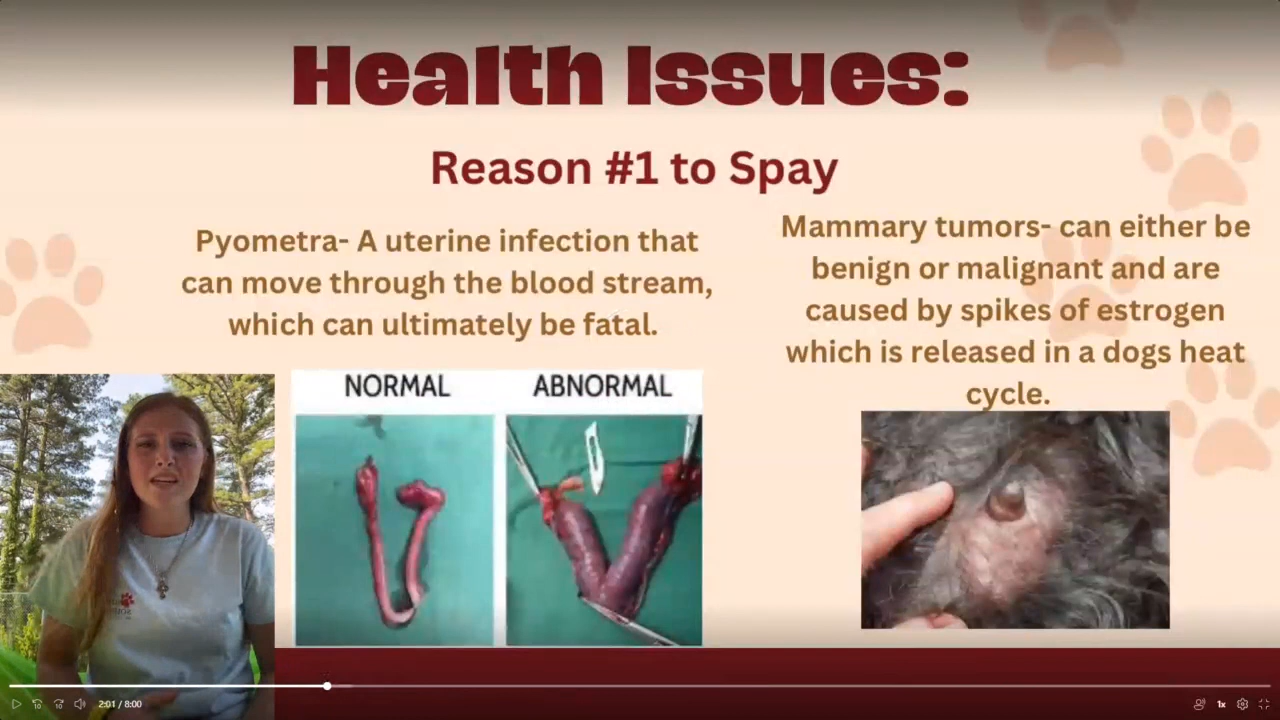 Health Issues:
Reason #1 to Spay
Pyometra- A uterine infection that
can move through the blood stream,
which can ultimately be fatal.
Mammary tumors- can either be
benign or malignant and are
caused by spikes of estrogen
which is released in a dogs heat
cycle.
NORMAL
ABNORMAL
10
10
2:01 / 8:00
1x